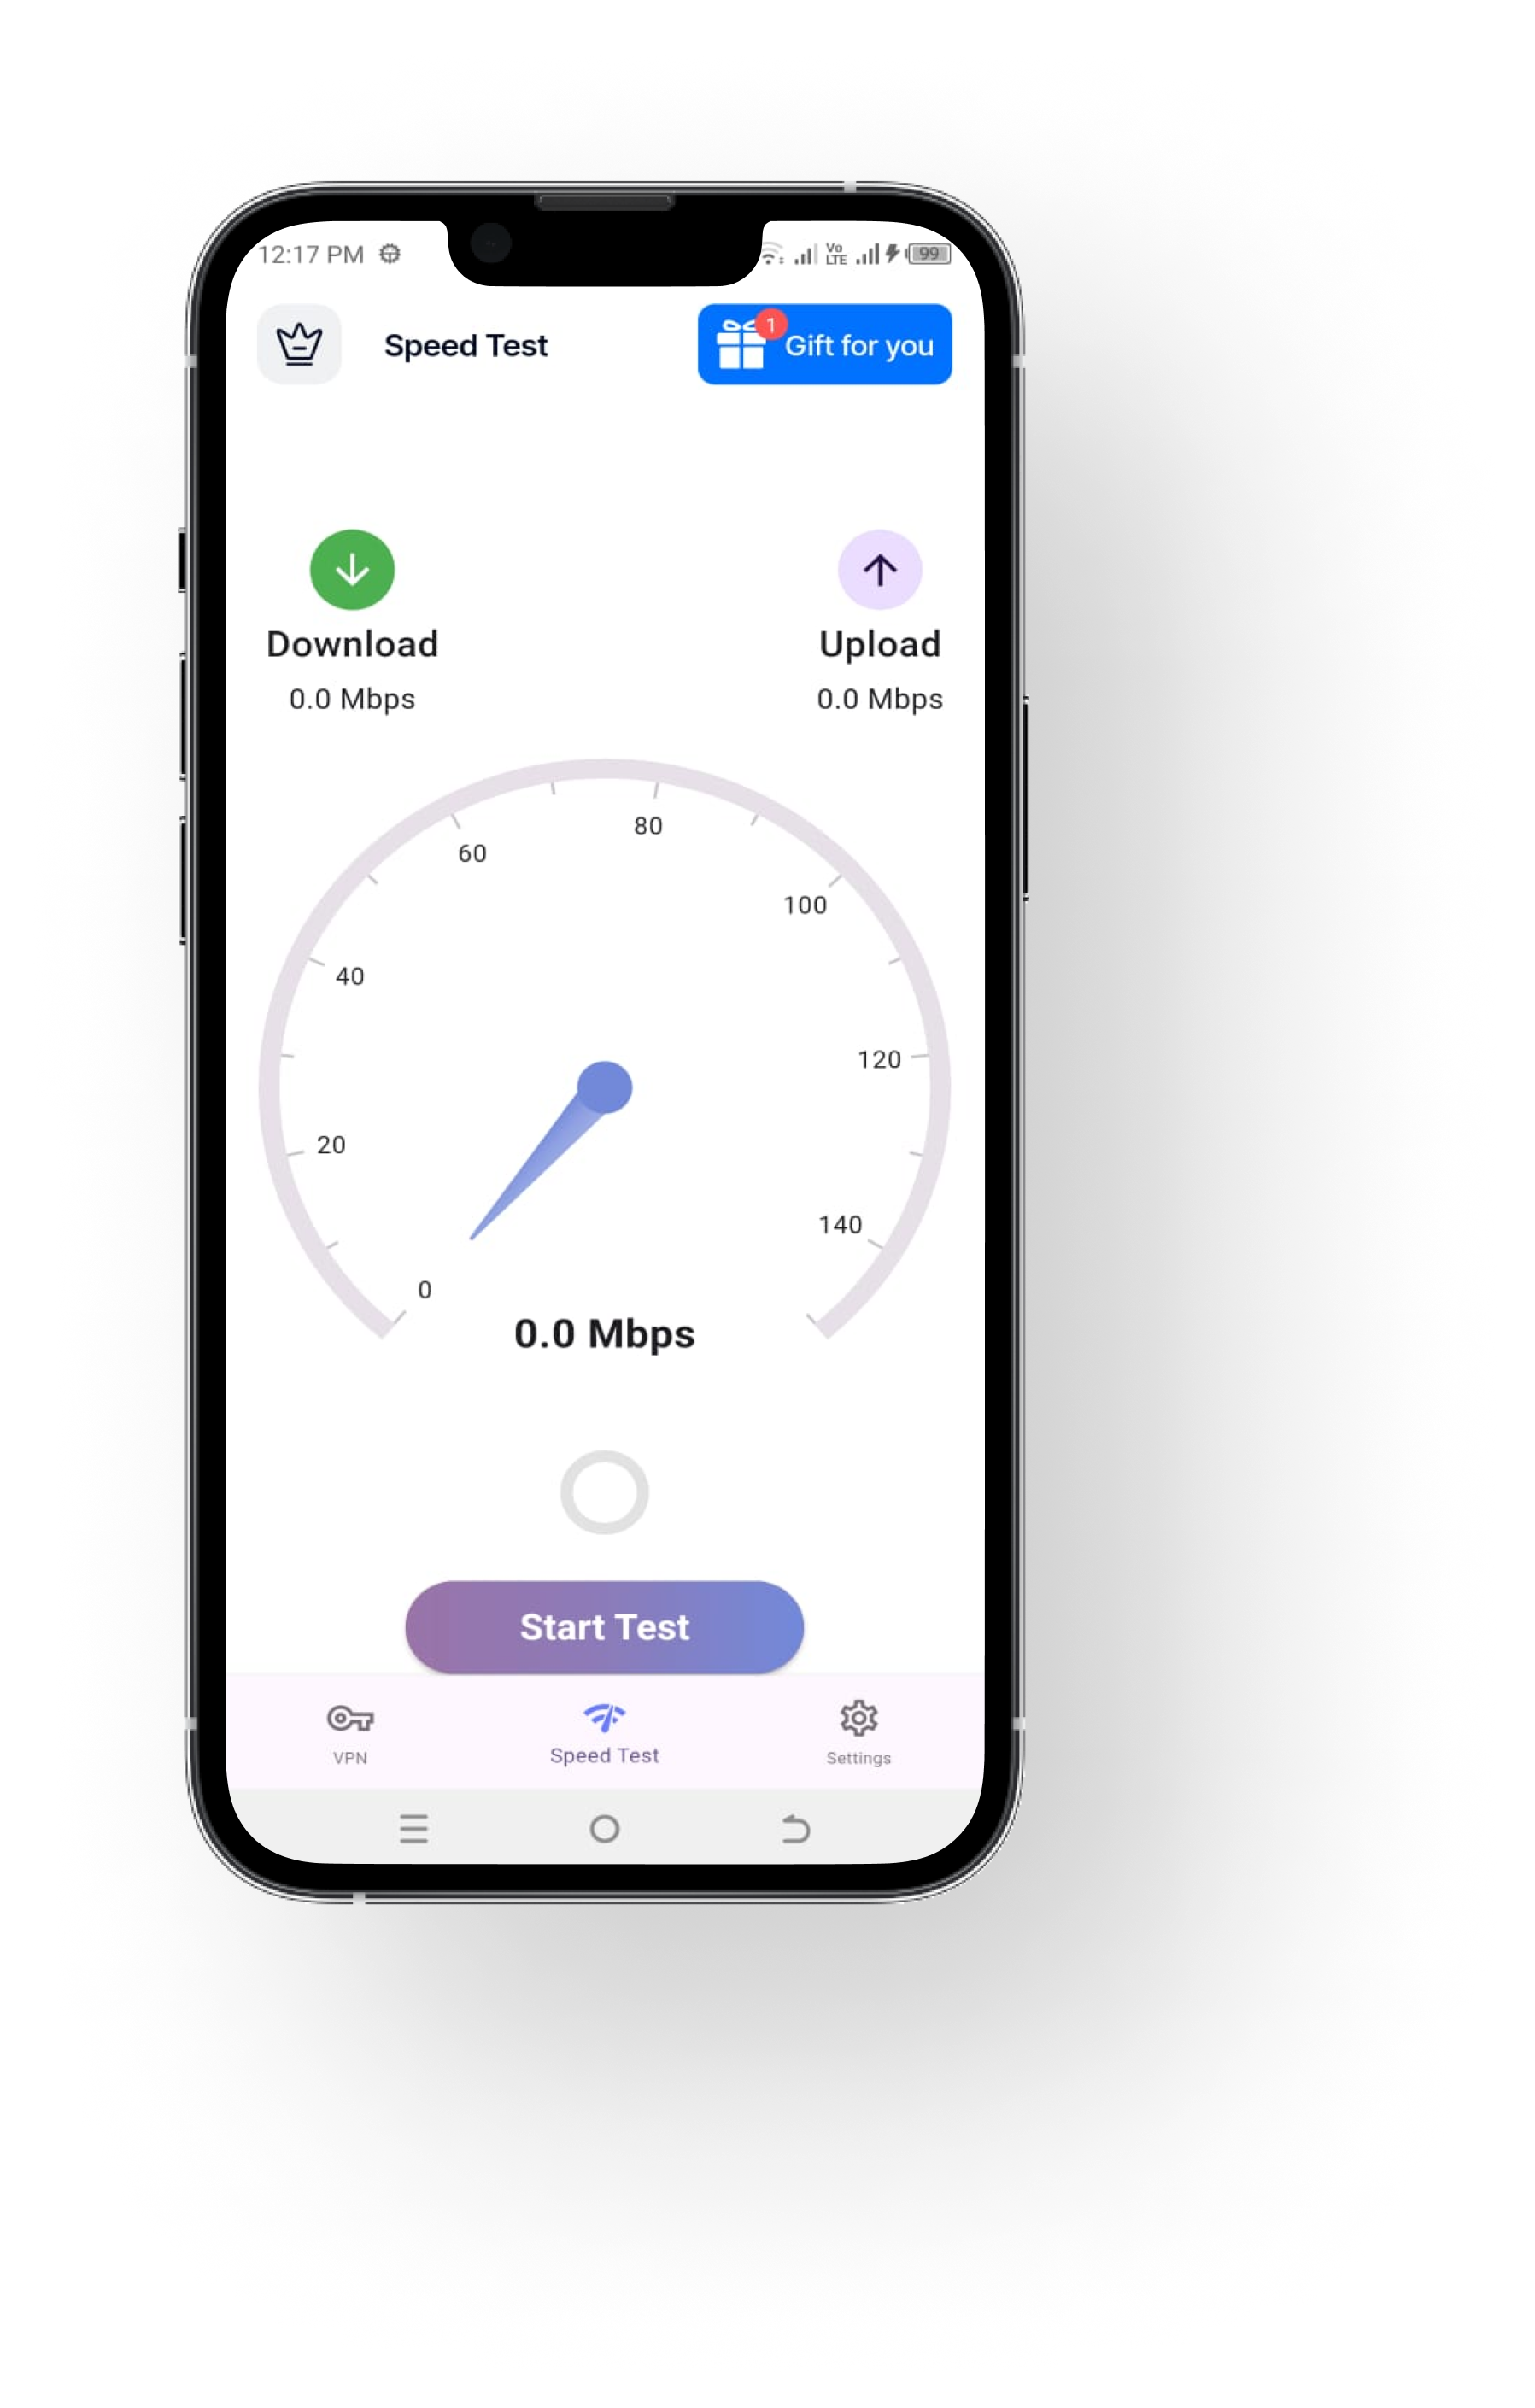 12:17 PM
Vo
LTE
99
Speed Test
1
Gift for you
Download
Upload
0.0 Mbps
0.0 Mbps
80
60
100
40
120
20
140
0
0.0 Mbps
Start Test
VPN
Speed Test
Settings